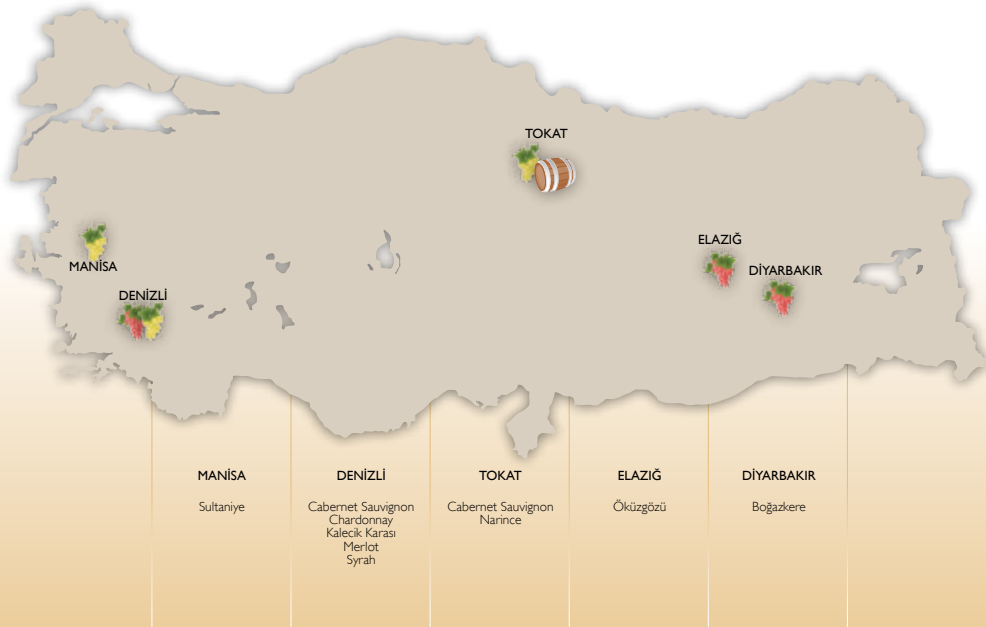 TOKAT
ELAZIĞ
MANİSA
DİYARBAKIR
DENİZLİ
MANİSA
Sultaniye
DENİZLİ
Cabernet Sauvignon
Chardonnay
Kalecik Karası
Merlot
Syrah
TOKAT
Cabernet Sauvignon
Narince
ELAZIĞ
Öküzgözü
DİYARBAKIR
Boğazkere